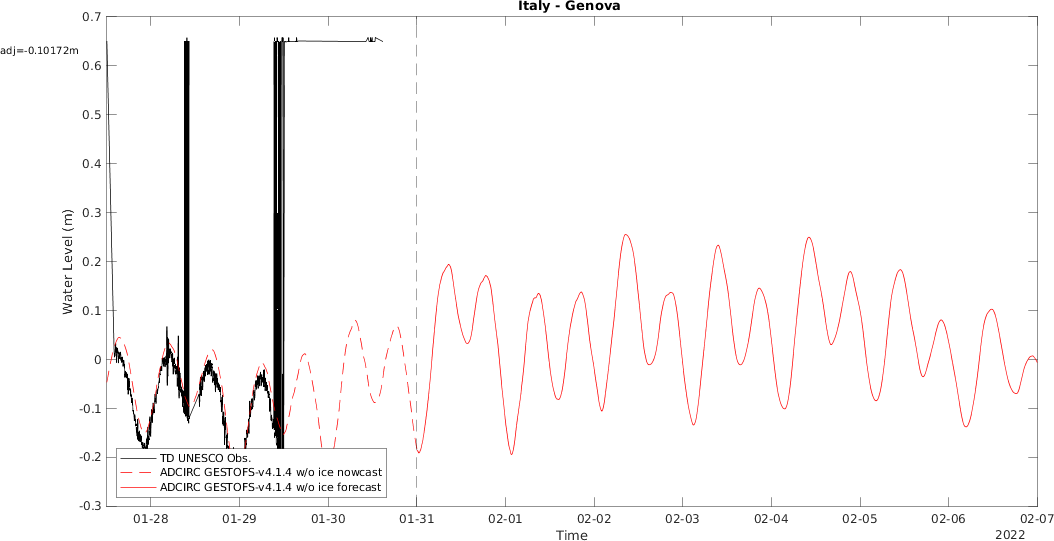 Italy - Genova
adj=-0.10172m
0.7
0.6
0.5
0.4
0.3
0.2
0.1
0
-0.1
-0.2
-0.3
Water Level (m)
TD UNESCO Obs.
ADCIRC GESTOFS-v4.1.4 w/o ice nowcast
ADCIRC GESTOFS-v4.1.4 w/o ice forecast
01-28 01-29 01-30 01-31 02-01 02-02 02-03 02-04 02-05 02-06 02-07
Time
2022